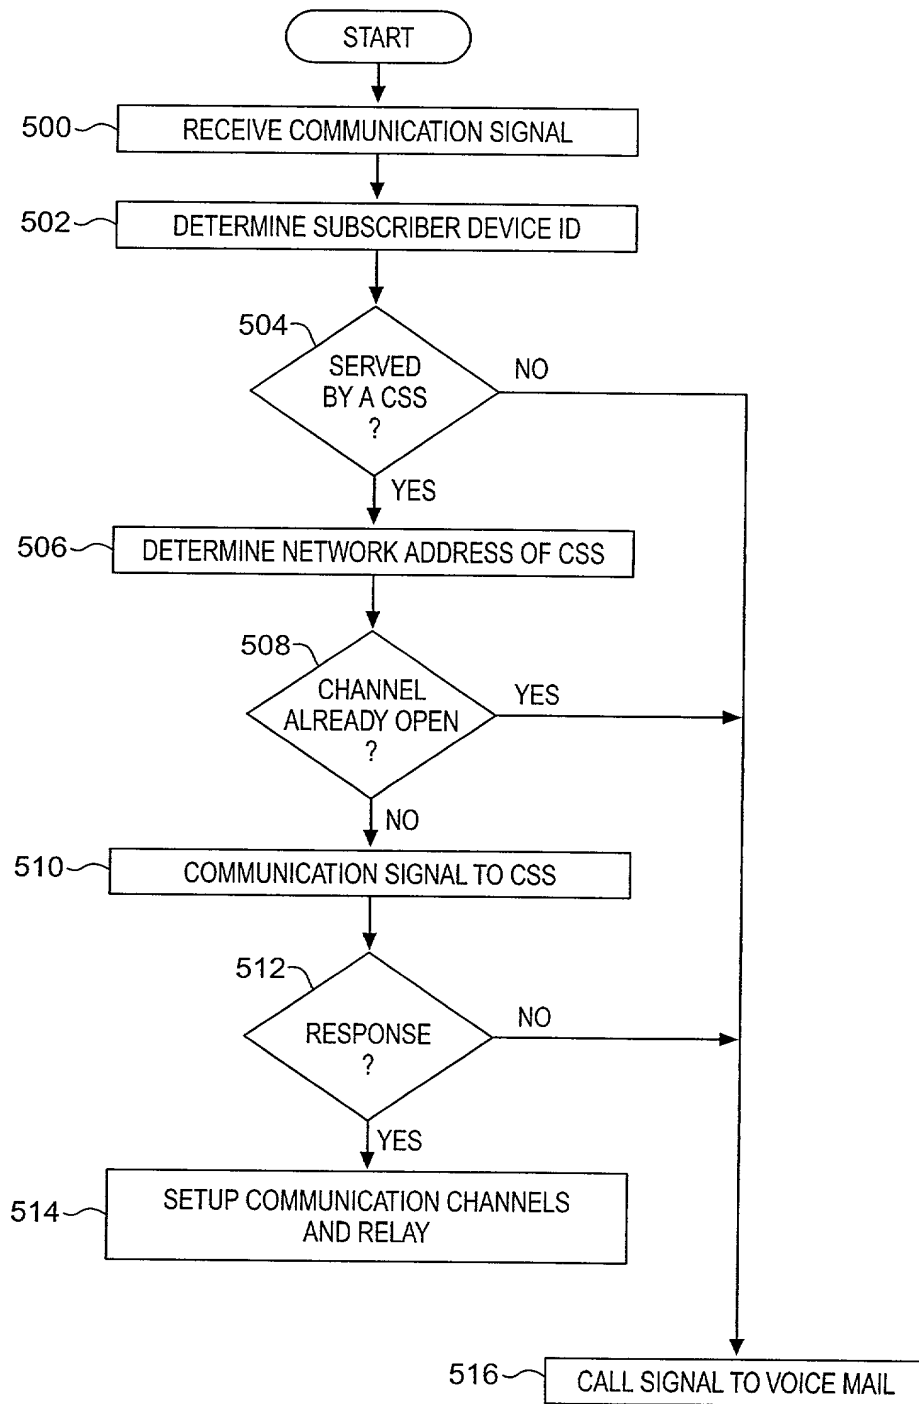 START
500
RECEIVE COMMUNICATION SIGNAL
502
DETERMINE SUBSCRIBER DEVICE ID
504
SERVED
BY A CSS
?
NO
YES
506
DETERMINE NETWORK ADDRESS OF CSS
508
CHANNEL
ALREADY OPEN
?
YES
NO
510
COMMUNICATION SIGNAL TO CSS
512
RESPONSE
?
NO
YES
514
SETUP COMMUNICATION CHANNELS
AND RELAY
516
CALL SIGNAL TO VOICE MAIL